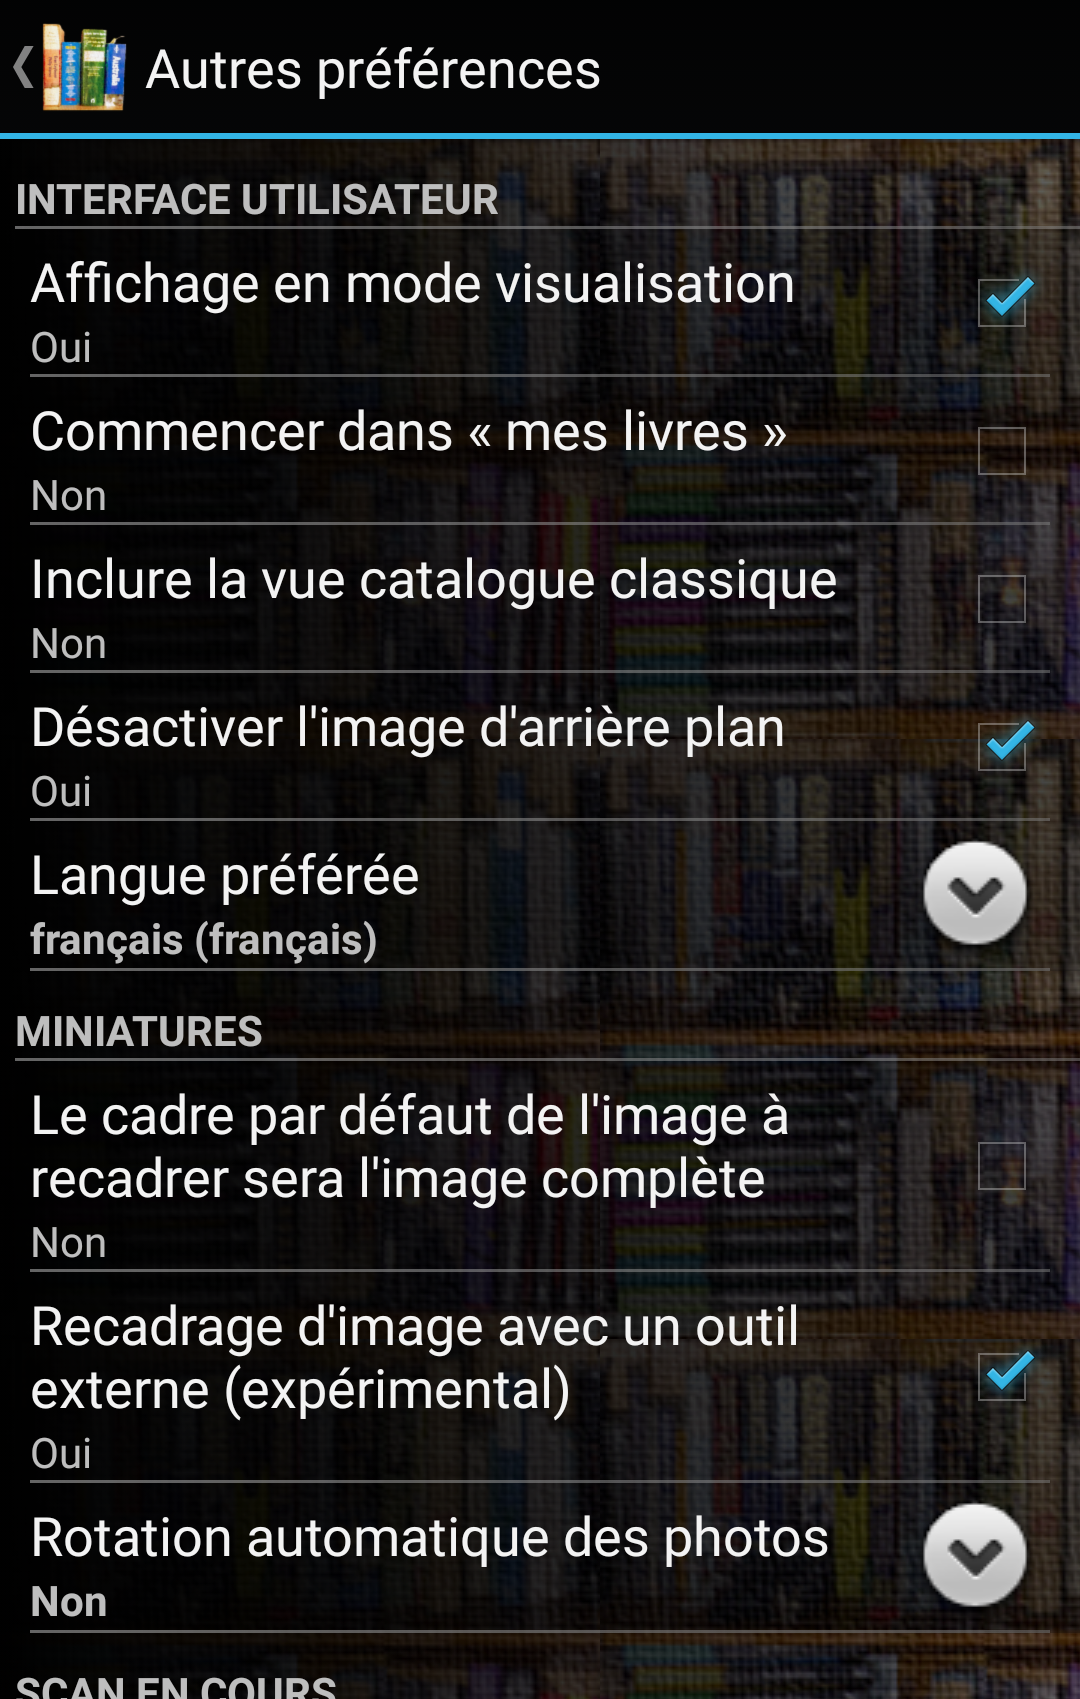 Autres préférences
INTERFACE UTILISATEUR
Affichage en mode visualisation
Oui
Commencer dans « mes livres »
Non
Inclure la vue catalogue classique
Non
Désactiver l'image d'arrière plan
Oui
Langue préférée
français (français)
MINIATURES
Le cadre par défaut de l'image à
recadrer sera l'image complète
Non
Recadrage d'image avec un outil
externe (expérimental)
Oui
Rotation automatique des photos
Non
SCAN EN COURS